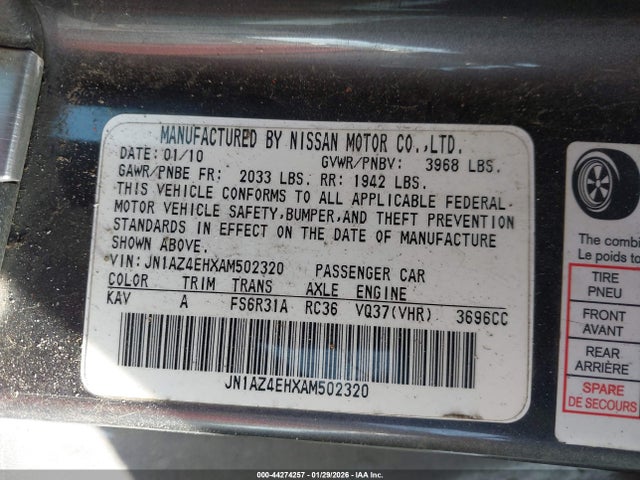 MANUFACTURED BY NISSAN MOTOR CO.,LTD.
DATE: 01/10 GVWR/PNBV: 3968 LBS.
GAWR/PNBE FR: 2033 LBS. RR: 1942 LBS.
THIS VEHICLE CONFORMS TO ALL APPLICABLE FEDERAL
MOTOR VEHICLE SAFETY,BUMPER,AND THEFT PREVENTION
STANDARDS IN EFFECT ON THE DATE OF MANUFACTURE
SHOWN ABOVE.
VIN: JN1AZ4EHXAM502320 PASSENGER CAR
COLOR TRIM TRANS AXLE ENGINE
KAV A FS6R31A RC36 VQ37(VHR) 3696CC
JN1AZ4EHXAM502320
The combi
Le poids t
TIRE
PNEU
FRONT
AVANT
REAR
ARRIÈRE
SPARE
DE SECOURS
000-44274257 - 01/29/2026 - IAA Corp.